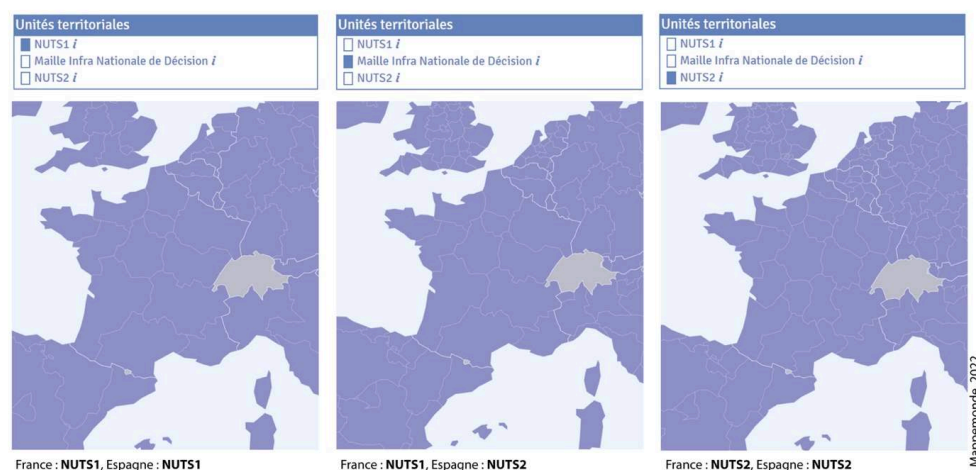 Unités territoriales
NUTS1 i
Maille Infra Nationale de Décision i
NUTS2 i
France : NUTS1, Espagne : NUTS1
Unités territoriales
NUTS1 i
Maille Infra Nationale de Décision i
NUTS2 i
France : NUTS1, Espagne : NUTS2
Unités territoriales
NUTS1 i
Maille Infra Nationale de Décision i
NUTS2 i
France : NUTS2, Espagne : NUTS2
Mappemonde, 2022